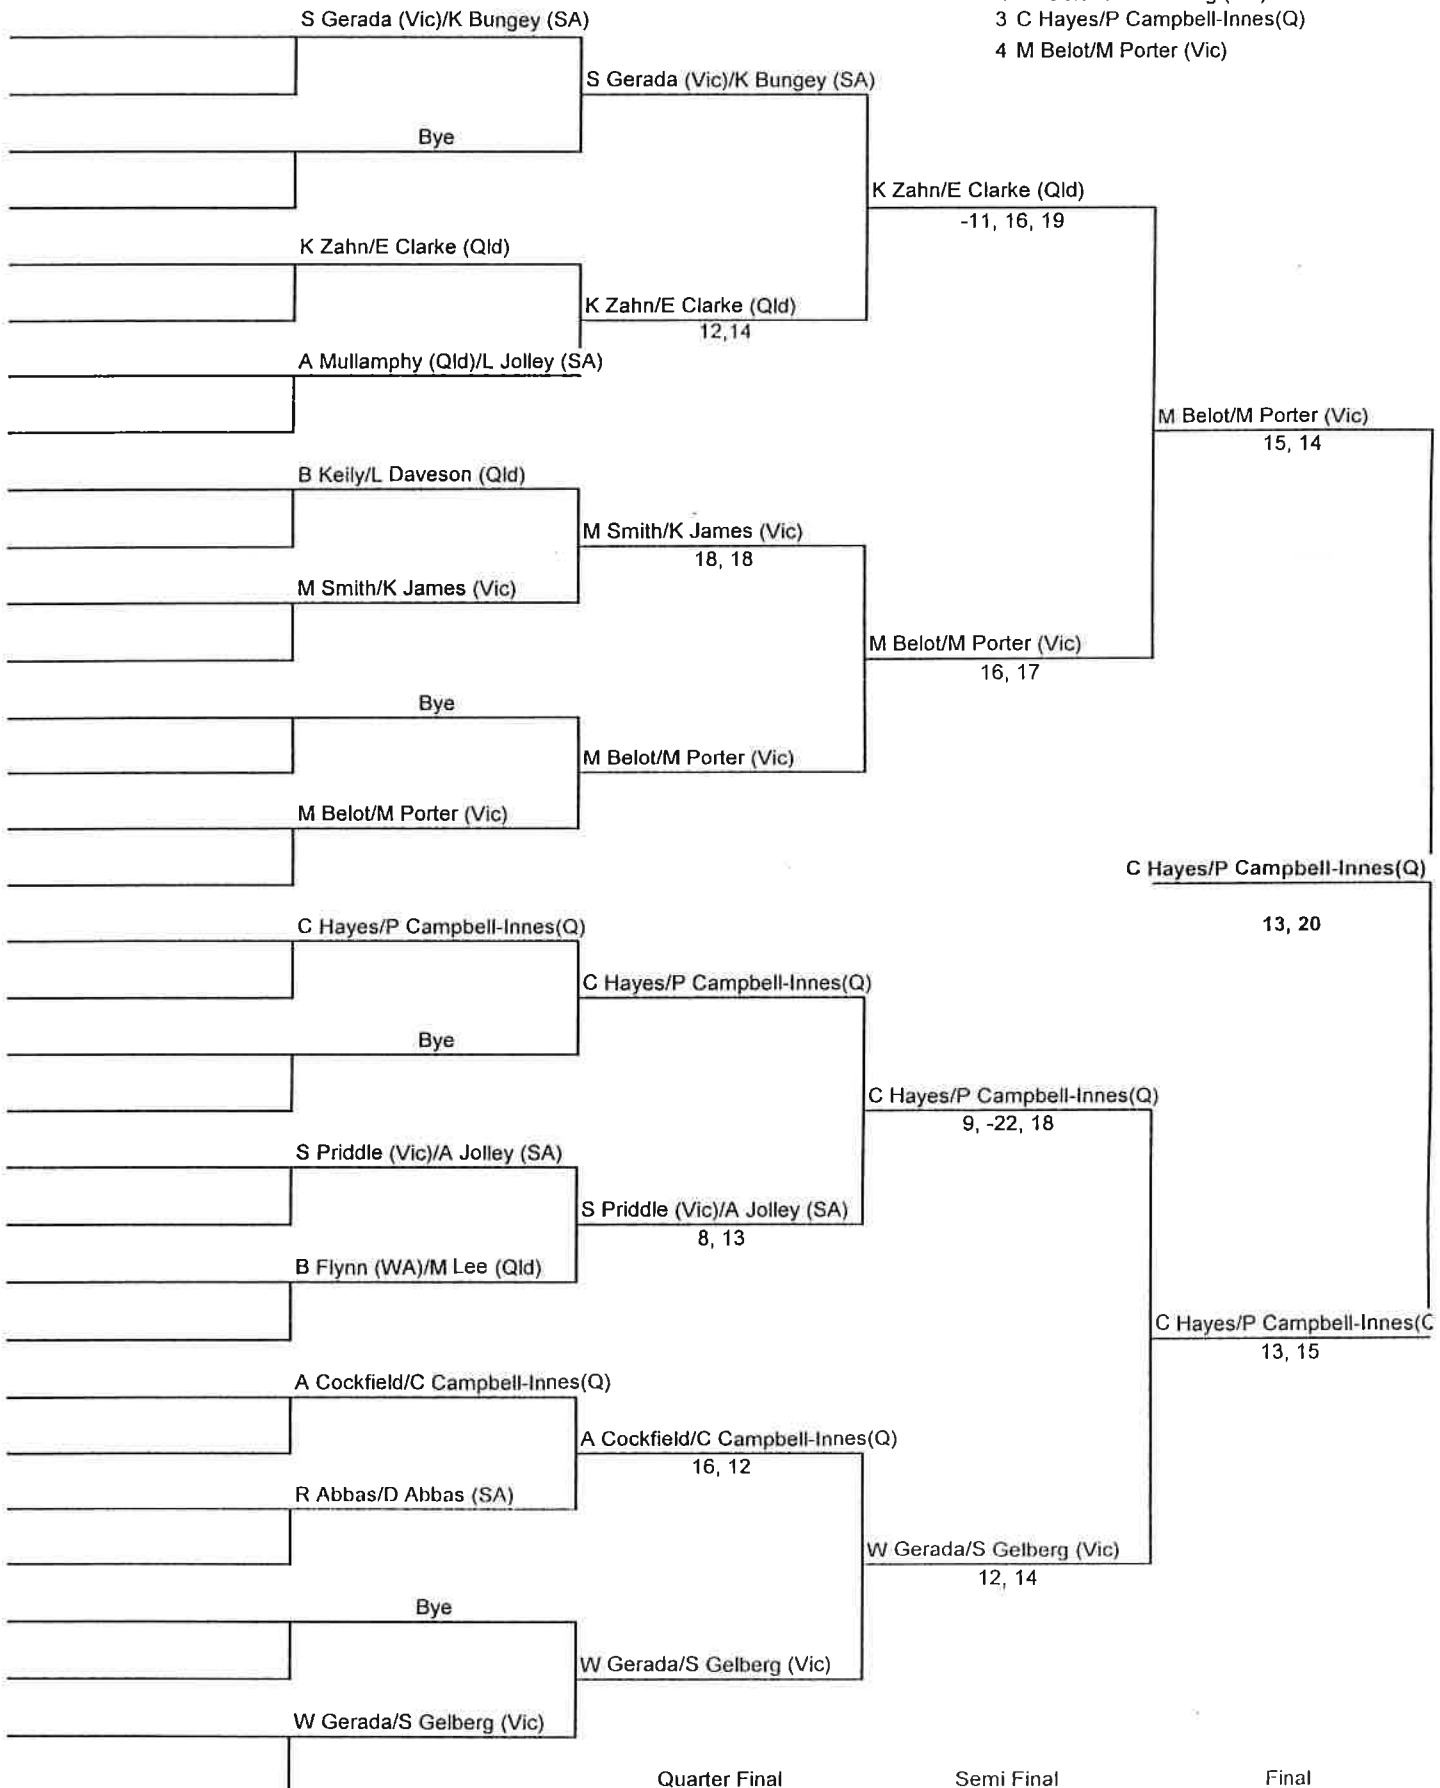 3 C Hayes/P Campbell-Innes(Q)
4 M Belot/M Porter (Vic)
S Gerada (Vic)/K Bungey (SA)
S Gerada (Vic)/K Bungey (SA)
Bye
K Zahn/E Clarke (Qld)
-11, 16, 19
K Zahn/E Clarke (Qld)
K Zahn/E Clarke (Qld)
12,14
A Mullamphy (Qld)/L Jolley (SA)
M Belot/M Porter (Vic)
15, 14
B Keily/L Daveson (Qld)
M Smith/K James (Vic)
18, 18
M Smith/K James (Vic)
M Belot/M Porter (Vic)
16, 17
Bye
M Belot/M Porter (Vic)
M Belot/M Porter (Vic)
C Hayes/P Campbell-Innes(Q)
13, 20
C Hayes/P Campbell-Innes(Q)
C Hayes/P Campbell-Innes(Q)
Bye
C Hayes/P Campbell-Innes(Q)
9, -22, 18
S Priddle (Vic)/A Jolley (SA)
S Priddle (Vic)/A Jolley (SA)
8, 13
B Flynn (WA)/M Lee (Qld)
C Hayes/P Campbell-Innes(
13, 15
A Cockfield/C Campbell-Innes(Q)
A Cockfield/C Campbell-Innes(Q)
16, 12
R Abbas/D Abbas (SA)
W Gerada/S Gelberg (Vic)
12, 14
Bye
W Gerada/S Gelberg (Vic)
W Gerada/S Gelberg (Vic)
Quarter Final
Semi Final
Final